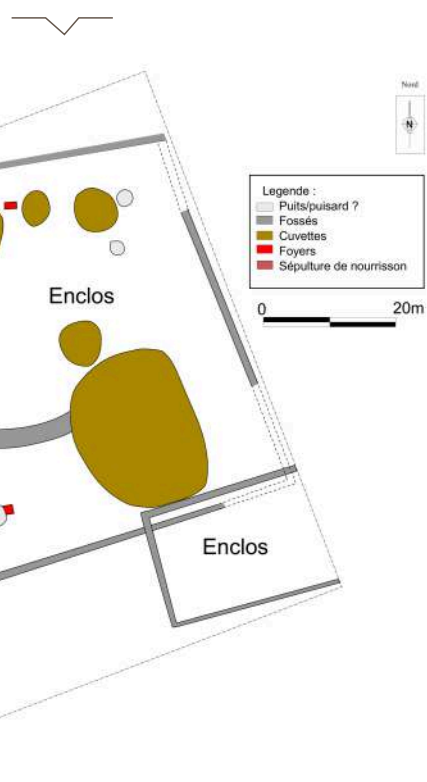 Nord
N
Legende :
Puits/puisard ?
Fossés
Cuvettes
Foyers
Sépulture de nourrisson
0 20m
Enclos
Enclos